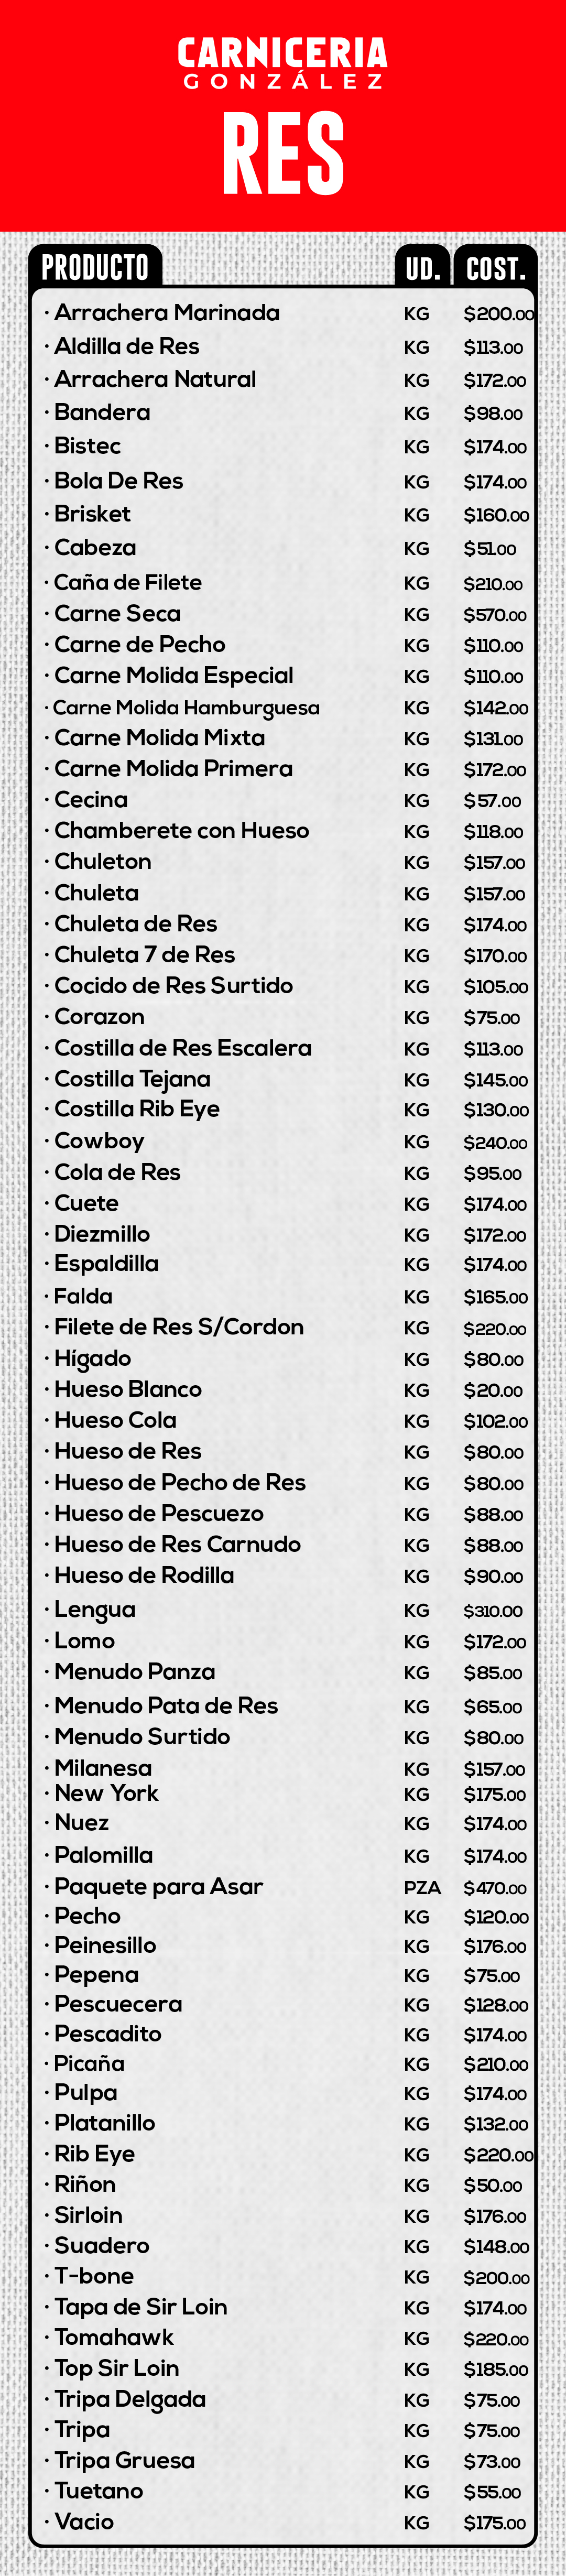 CARNICERIA
GONZÁLEZ
RES
PRODUCTO UD. COST.
· Arrachera Marinada KG $200.00
· Aldilla de Res KG $113.00
· Arrachera Natural KG $172.00
· Bandera KG $98.00
· Bistec KG $174.00
· Bola De Res KG $174.00
· Brisket KG $160.00
· Cabeza KG $51.00
· Caña de Filete KG $210.00
· Carne Seca KG $570.00
· Carne de Pecho KG $110.00
· Carne Molida Especial KG $110.00
· Carne Molida Hamburguesa KG $142.00
· Carne Molida Mixta KG $131.00
· Carne Molida Primera KG $172.00
· Cecina KG $57.00
· Chamberete con Hueso KG $118.00
· Chuleton KG $157.00
· Chuleta KG $157.00
· Chuleta de Res KG $174.00
· Chuleta 7 de Res KG $170.00
· Cocido de Res Surtido KG $105.00
· Corazon KG $75.00
· Costilla de Res Escalera KG $113.00
· Costilla Tejana KG $145.00
· Costilla Rib Eye KG $130.00
· Cowboy KG $240.00
· Cola de Res KG $95.00
· Cuete KG $174.00
· Diezmillo KG $172.00
· Espaldilla KG $174.00
· Falda KG $165.00
· Filete de Res S/Cordon KG $220.00
· Hígado KG $80.00
· Hueso Blanco KG $20.00
· Hueso Cola KG $102.00
· Hueso de Res KG $80.00
· Hueso de Pecho de Res KG $80.00
· Hueso de Pescuezo KG $88.00
· Hueso de Res Carnudo KG $88.00
· Hueso de Rodilla KG $90.00
· Lengua KG $310.00
· Lomo KG $172.00
· Menudo Panza KG $85.00
· Menudo Pata de Res KG $65.00
· Menudo Surtido KG $80.00
· Milanesa KG $157.00
· New York KG $175.00
· Nuez KG $174.00
· Palomilla KG $174.00
· Paquete para Asar PZA $470.00
· Pecho KG $120.00
· Peinesillo KG $176.00
· Pepena KG $75.00
· Pescuecera KG $128.00
· Pescadito KG $174.00
· Picaña KG $210.00
· Pulpa KG $174.00
· Platanillo KG $132.00
· Rib Eye KG $220.00
· Riñon KG $50.00
· Sirloin KG $176.00
· Suadero KG $148.00
· T-bone KG $200.00
· Tapa de Sir Loin KG $174.00
· Tomahawk KG $220.00
· Top Sir Loin KG $185.00
· Tripa Delgada KG $75.00
· Tripa KG $75.00
· Tripa Gruesa KG $73.00
· Tuetano KG $55.00
· Vacio KG $175.00